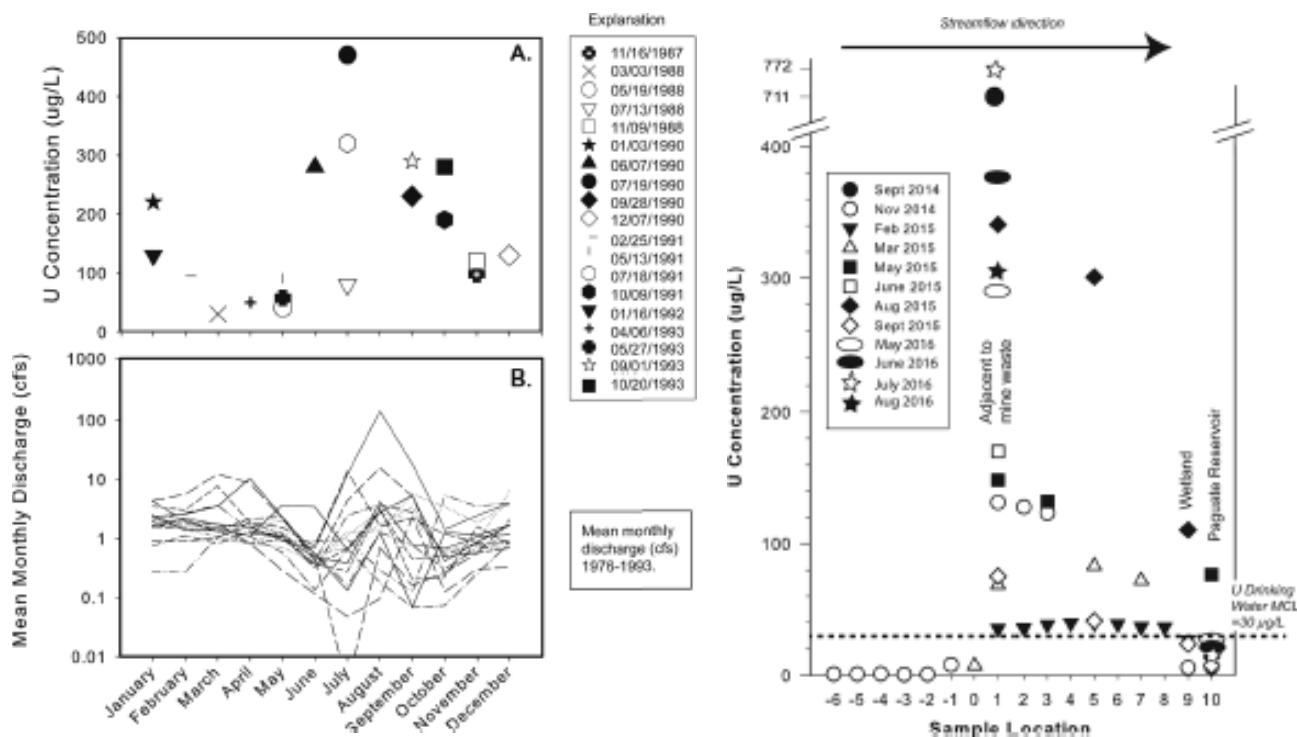 Explanation
A.
U Concentration (ug/L)
500
400
300
200
100
0
11/16/1987
03/03/1988
05/19/1988
07/13/1988
11/09/1988
01/03/1990
06/07/1990
07/19/1990
09/28/1990
12/07/1990
02/25/1991
05/13/1991
07/18/1991
10/09/1991
01/16/1992
04/06/1993
05/27/1993
09/01/1993
10/20/1993
B.
Mean Monthly Discharge (cfs)
1000
100
10
1
0.1
0.01
January
February
March
April
May
June
July
August
September
October
November
December
Mean monthly
discharge (cfs)
1976-1993.
Streamflow direction
U Concentration (ug/L)
772
711
400
300
200
100
0
Sept 2014
Nov 2014
Feb 2015
Mar 2015
May 2015
June 2015
Aug 2015
Sept 2015
May 2016
June 2016
July 2016
Aug 2016
Adjacent to
mine waste
Wetland
Paguate Reservoir
U Drinking
Water MCL
=30 µg/L
-6 -5 -4 -3 -2 -1 0 1 2 3 4 5 6 7 8 9 10
Sample Location